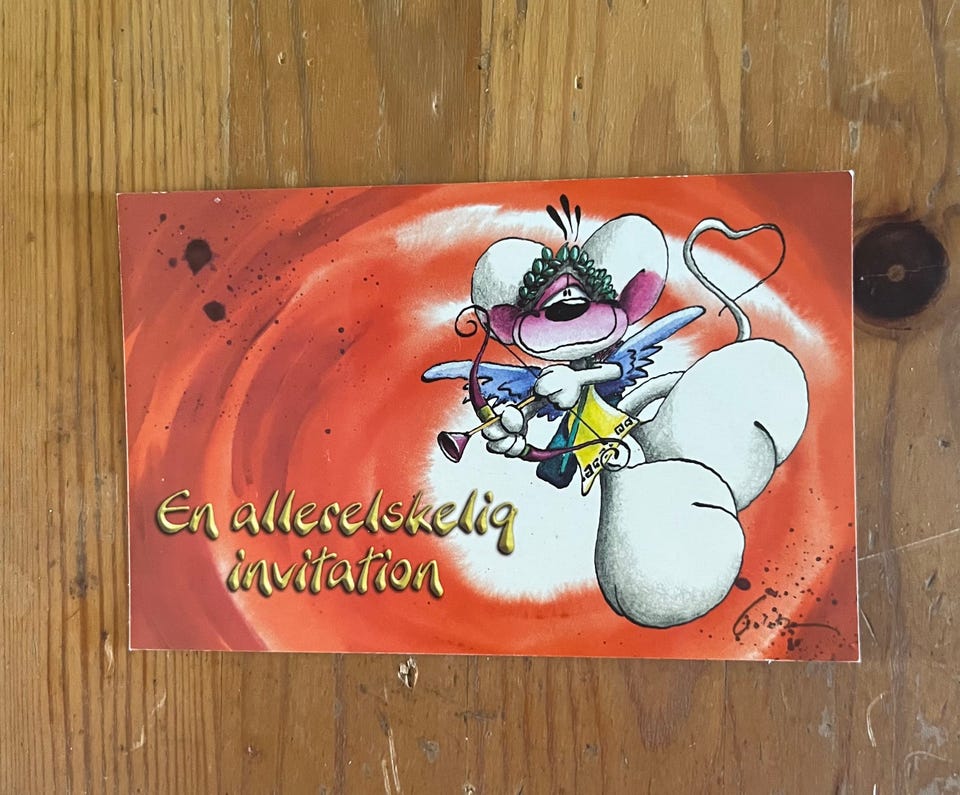 En allerelskelig
invitation